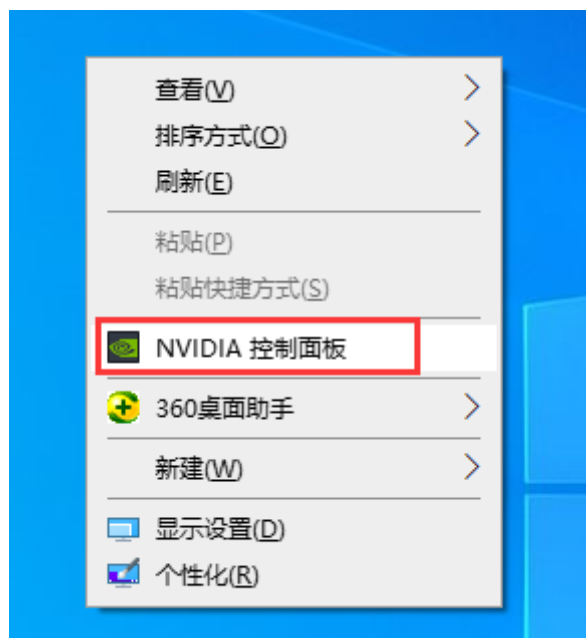 查看(V)
排序方式(O)
刷新(E)
粘贴(P)
粘贴快捷方式(S)
NVIDIA 控制面板
360桌面助手
新建(W)
显示设置(D)
个性化(R)